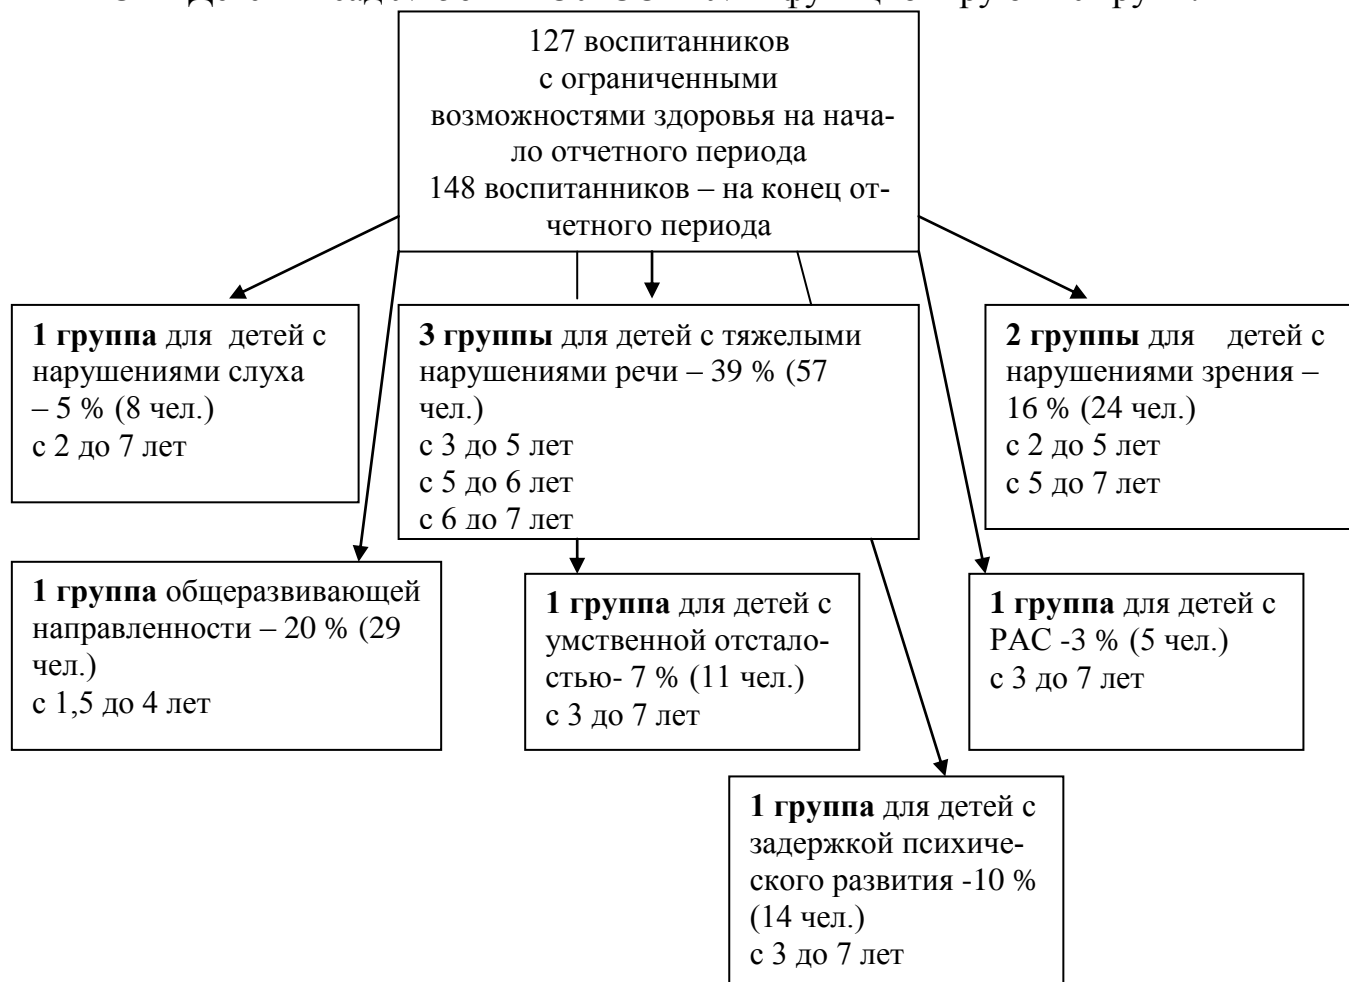 127 воспитанников
с ограниченными
возможностями здоровья на нача-
ло отчетного периода
148 воспитанников – на конец от-
четного периода
1 группа для детей с
нарушениями слуха
– 5 % (8 чел.)
с 2 до 7 лет
3 группы для детей с тяжелыми
нарушениями речи – 39 % (57
чел.)
с 3 до 5 лет
с 5 до 6 лет
с 6 до 7 лет
2 группы для детей с
нарушениями зрения –
16 % (24 чел.)
с 2 до 5 лет
с 5 до 7 лет
1 группа общеразвивающей
направленности – 20 % (29
чел.)
с 1,5 до 4 лет
1 группа для детей с
умственной отстало-
стью- 7 % (11 чел.)
с 3 до 7 лет
1 группа для детей с
РАС -3 % (5 чел.)
с 3 до 7 лет
1 группа для детей с
задержкой психиче-
ского развития -10 %
(14 чел.)
с 3 до 7 лет